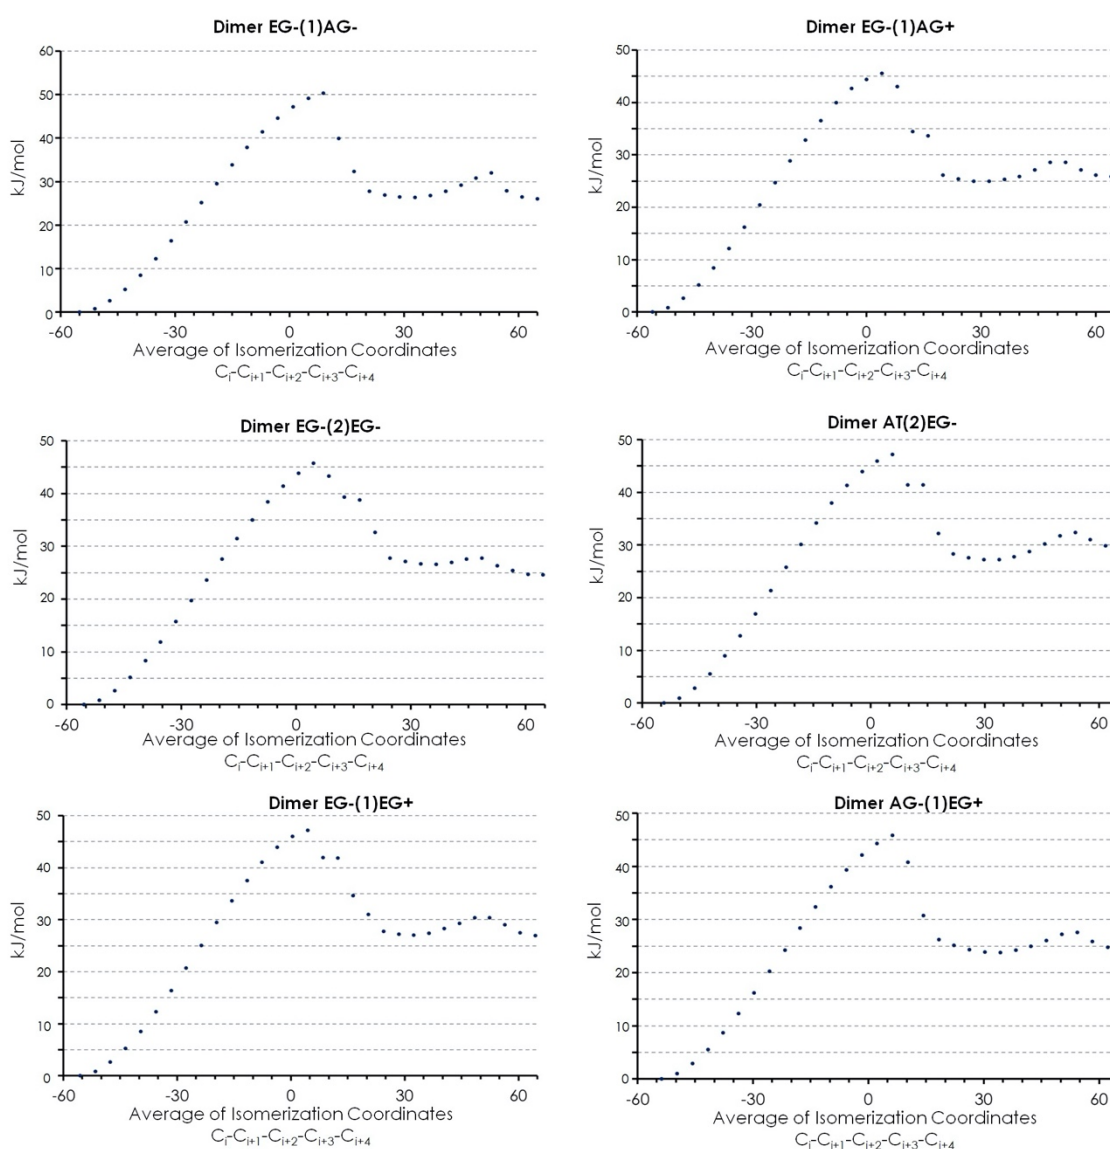 Dimer EG-(1)AG-
60
50
40
30
20
10
0
kJ/mol
-60 -30 0 30 60
Average of Isomerization Coordinates
Ci-Ci+1-Ci+2-Ci+3-Ci+4
Dimer EG-(1)AG+
50
40
30
20
10
0
kJ/mol
-60 -30 0 30 60
Average of Isomerization Coordinates
Ci-Ci+1-Ci+2-Ci+3-Ci+4
Dimer EG-(2)EG-
50
40
30
20
10
0
kJ/mol
-60 -30 0 30 60
Average of Isomerization Coordinates
Ci-Ci+1-Ci+2-Ci+3-Ci+4
Dimer AT(2)EG-
50
40
30
20
10
0
kJ/mol
-60 -30 0 30 60
Average of Isomerization Coordinates
Ci-Ci+1-Ci+2-Ci+3-Ci+4
Dimer EG-(1)EG+
50
40
30
20
10
0
kJ/mol
-60 -30 0 30 60
Average of Isomerization Coordinates
Ci-Ci+1-Ci+2-Ci+3-Ci+4
Dimer AG-(1)EG+
50
40
30
20
10
0
kJ/mol
-60 -30 0 30 60
Average of Isomerization Coordinates
Ci-Ci+1-Ci+2-Ci+3-Ci+4